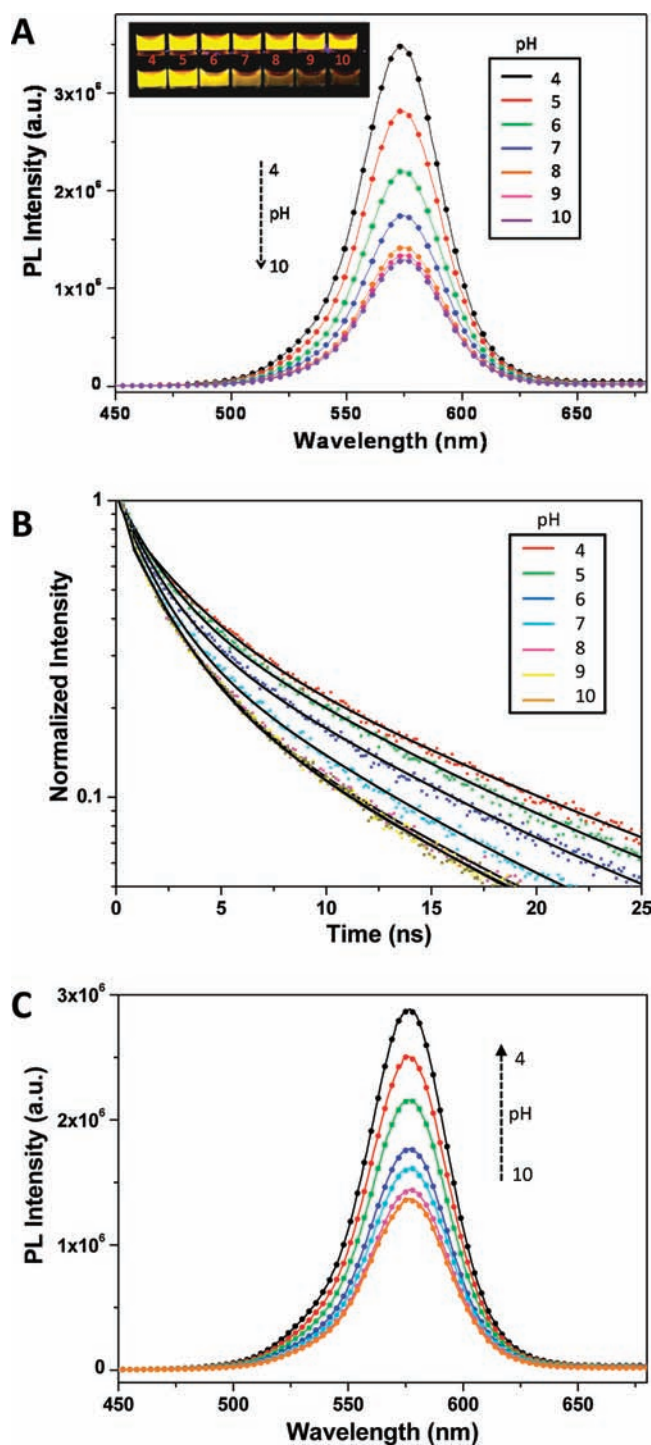 A
PL Intensity (a.u.)
3x10⁶
2x10⁶
1x10⁶
0
4 5 6 7 8 9 10
4
pH
10
pH
4
5
6
7
8
9
10
450 500 550 600 650
Wavelength (nm)
B
Normalized Intensity
1
0.1
pH
4
5
6
7
8
9
10
0 5 10 15 20 25
Time (ns)
C
PL Intensity (a.u.)
3x10⁶
2x10⁶
1x10⁶
0
4
pH
10
450 500 550 600 650
Wavelength (nm)